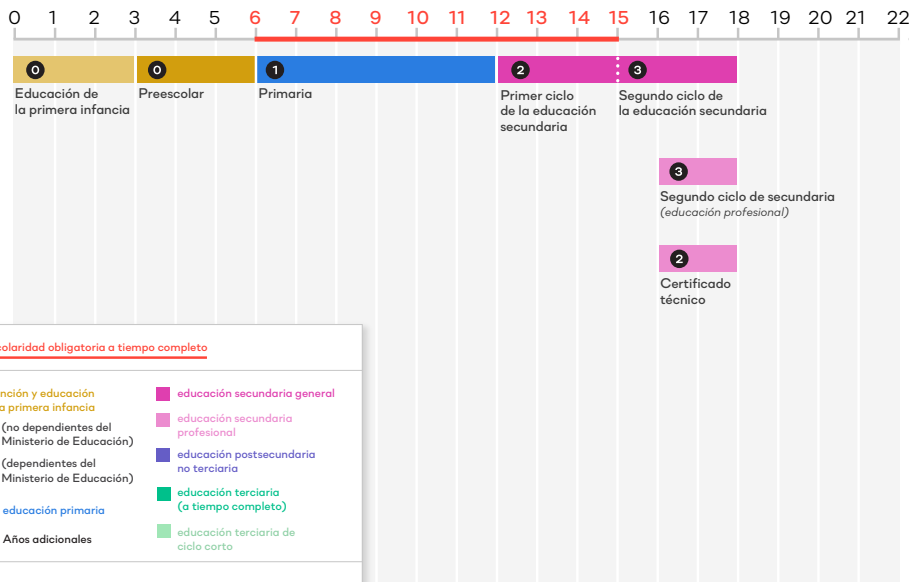 0 1 2 3 4 5 6 7 8 9 10 11 12 13 14 15 16 17 18 19 20 21 22
0 0 1 2 3
Educación de
la primera infancia
Preescolar
Primaria
Primer ciclo
de la educación
secundaria
Segundo ciclo de
la educación secundaria
3
Segundo ciclo de secundaria
(educación profesional)
2
Certificado
técnico
colaridad obligatoria a tiempo completo
nción y educación
a primera infancia
(no dependientes del
Ministerio de Educación)
(dependientes del
Ministerio de Educación)
educación primaria
Años adicionales
educación secundaria general
educación secundaria
profesional
educación postsecundaria
no terciaria
educación terciaria
(a tiempo completo)
educación terciaria de
ciclo corto